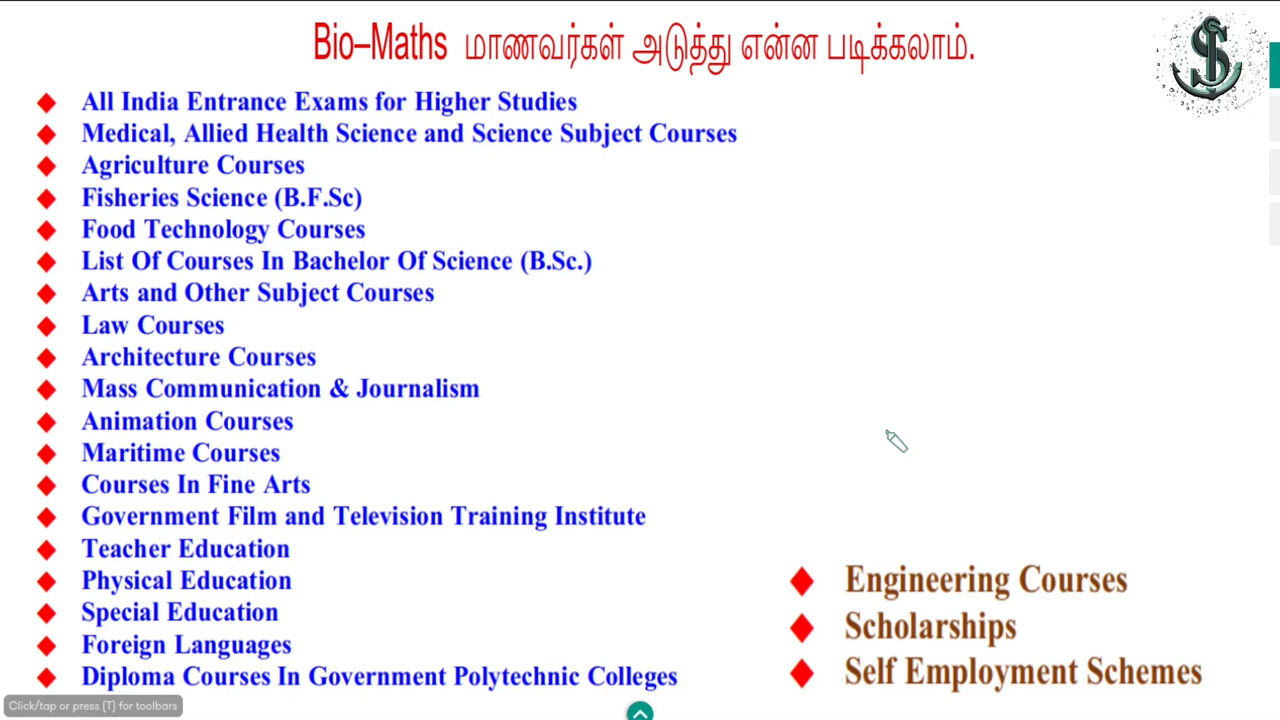 Bio–Maths மாணவர்கள் அடுத்து என்ன படிக்கலாம்.
All India Entrance Exams for Higher Studies
Medical, Allied Health Science and Science Subject Courses
Agriculture Courses
Fisheries Science (B.F.Sc)
Food Technology Courses
List Of Courses In Bachelor Of Science (B.Sc.)
Arts and Other Subject Courses
Law Courses
Architecture Courses
Mass Communication & Journalism
Animation Courses
Maritime Courses
Courses In Fine Arts
Government Film and Television Training Institute
Teacher Education
Physical Education
Special Education
Foreign Languages
Diploma Courses In Government Polytechnic Colleges
Engineering Courses
Scholarships
Self Employment Schemes
Click/tap or press (T) for toolbars